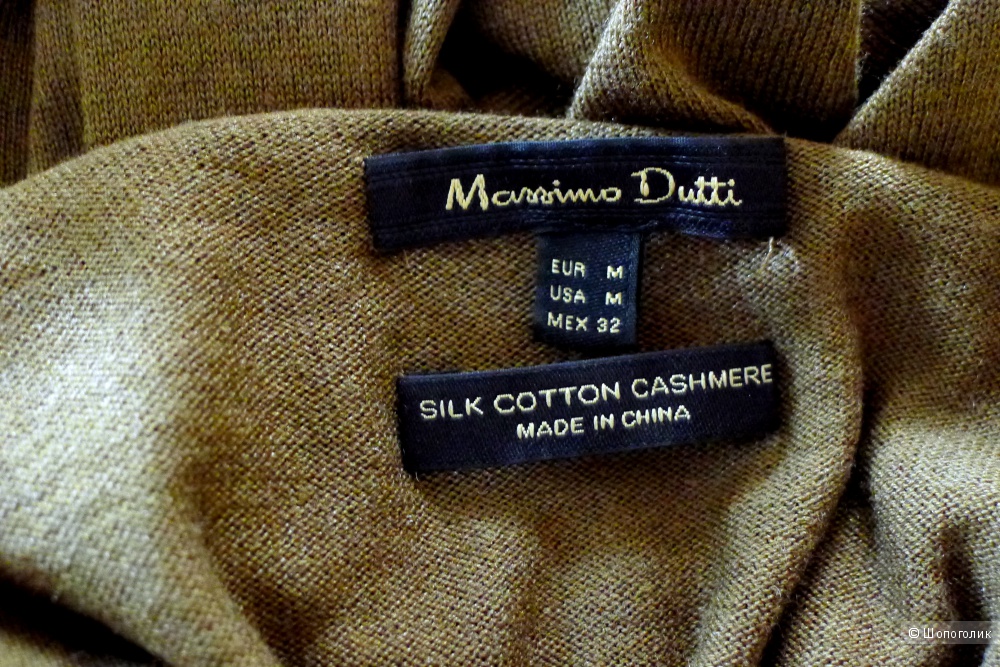 Massimo Dutti
EUR M
USA M
MEX 32
SILK COTTON CASHMERE
MADE IN CHINA
© Шопоголик